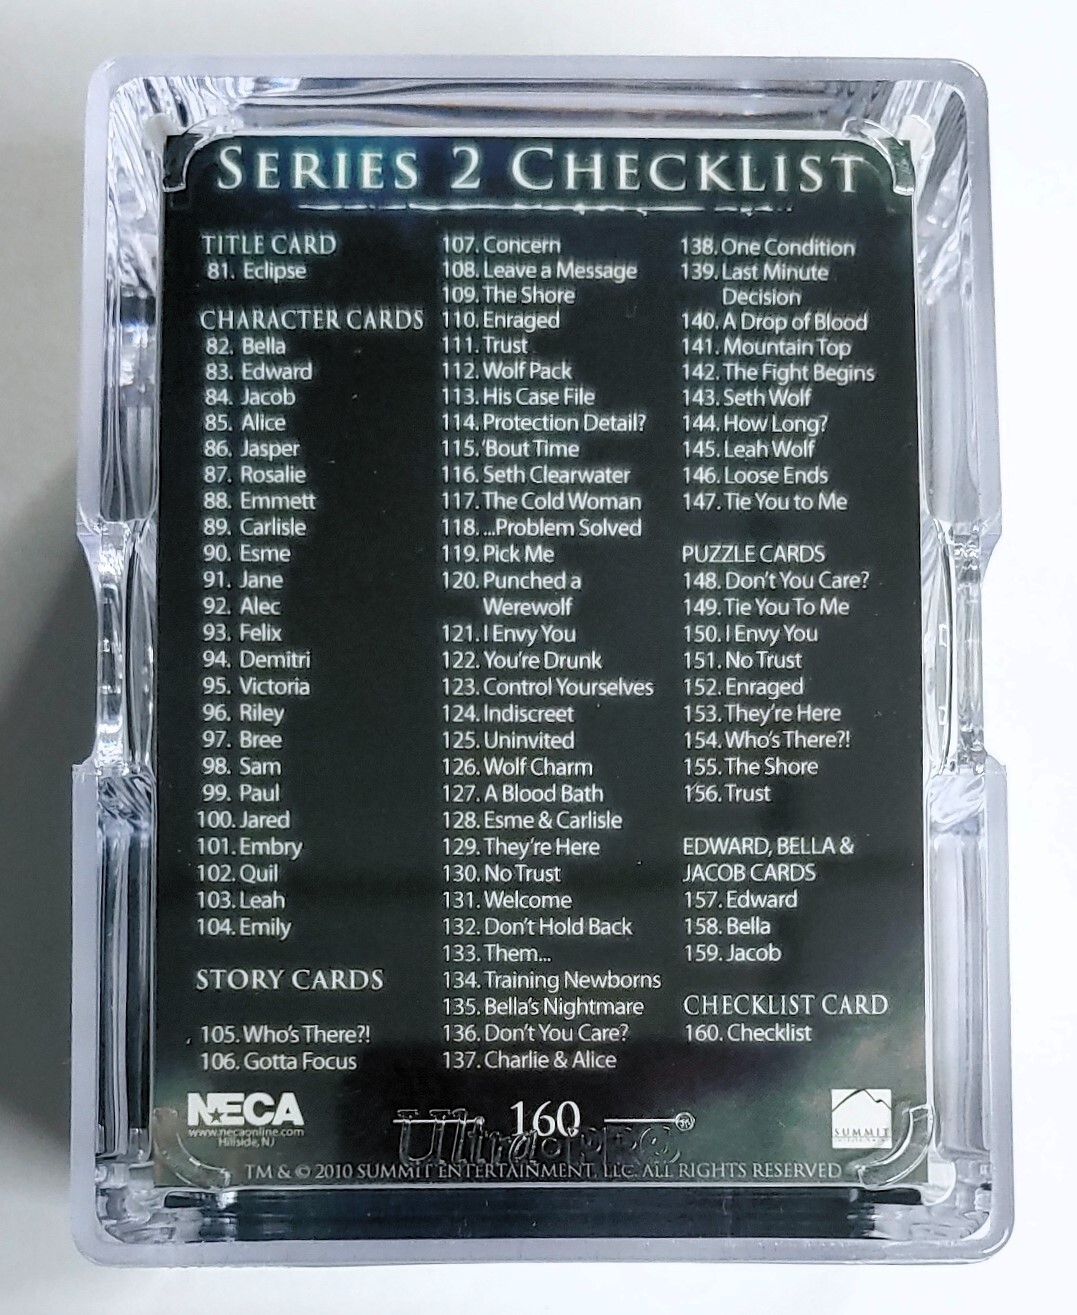 SERIES 2 CHECKLIST
TITLE CARD
81. Eclipse
CHARACTER CARDS
82. Bella
83. Edward
84. Jacob
85. Alice
86. Jasper
87. Rosalie
88. Emmett
89. Carlisle
90. Esme
91. Jane
92. Alec
93. Felix
94. Demitri
95. Victoria
96. Riley
97. Bree
98. Sam
99. Paul
100. Jared
101. Embry
102. Quil
103. Leah
104. Emily
STORY CARDS
105. Who's There?!
106. Gotta Focus
107. Concern
108. Leave a Message
109. The Shore
110. Enraged
111. Trust
112. Wolf Pack
113. His Case File
114. Protection Detail?
115. 'Bout Time
116. Seth Clearwater
117. The Cold Woman
118. ...Problem Solved
119. Pick Me
120. Punched a
Werewolf
121. I Envy You
122. You're Drunk
123. Control Yourselves
124. Indiscreet
125. Uninvited
126. Wolf Charm
127. A Blood Bath
128. Esme & Carlisle
129. They're Here
130. No Trust
131. Welcome
132. Don't Hold Back
133. Them...
134. Training Newborns
135. Bella's Nightmare
136. Don't You Care?
137. Charlie & Alice
138. One Condition
139. Last Minute
Decision
140. A Drop of Blood
141. Mountain Top
142. The Fight Begins
143. Seth Wolf
144. How Long?
145. Leah Wolf
146. Loose Ends
147. Tie You to Me
PUZZLE CARDS
148. Don't You Care?
149. Tie You To Me
150. I Envy You
151. No Trust
152. Enraged
153. They're Here
154. Who's There?!
155. The Shore
156. Trust
EDWARD, BELLA &
JACOB CARDS
157. Edward
158. Bella
159. Jacob
CHECKLIST CARD
160. Checklist
NECA
www.necaonline.com
Hillside, NJ
160
Ultra-PRO®
SUMMIT
TM & © 2010 SUMMIT ENTERTAINMENT, LLC. ALL RIGHTS RESERVED